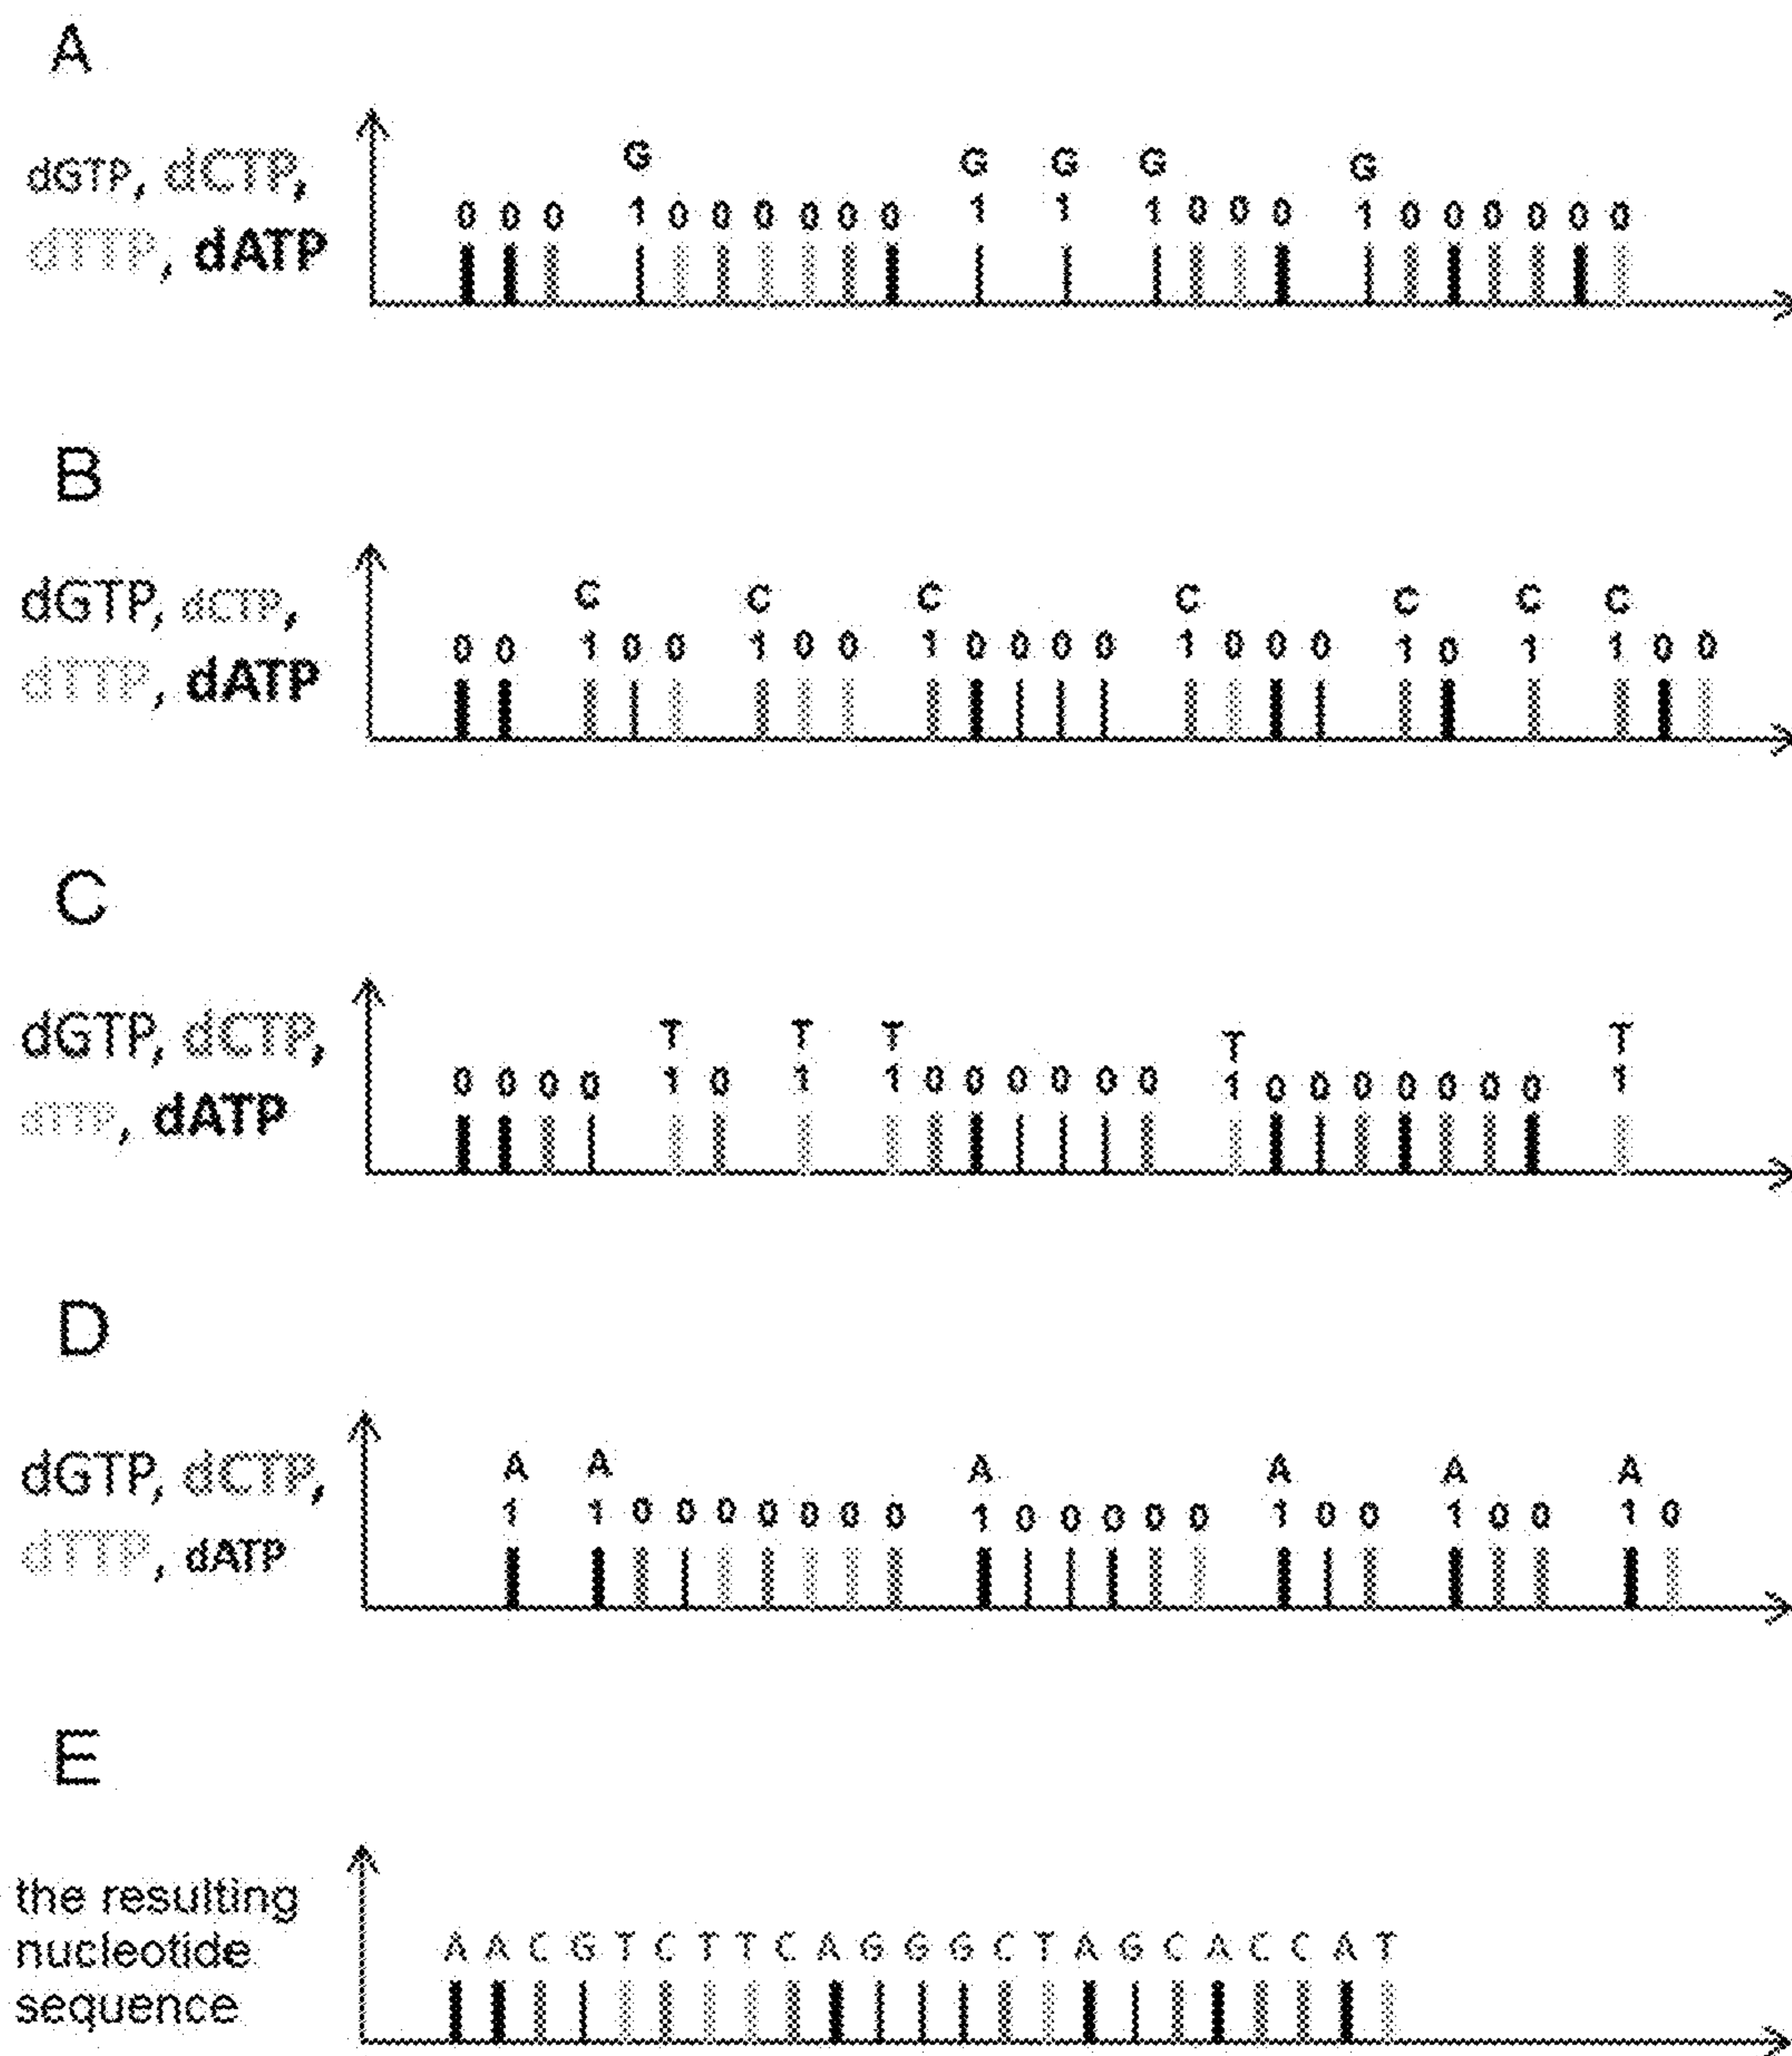 A
dGTP, dCTP,
dTTP, dATP
G G G G G
0 0 0 1 0 0 0 0 0 0 1 1 1 0 0 0 1 0 0 0 0 0 0
B
dGTP, dCTP,
dTTP, dATP
C C C C C C C
0 0 1 0 0 1 0 0 1 0 0 0 0 1 0 0 0 1 0 1 1 0 0
C
dGTP, dCTP,
dTTP, dATP
T T T T T
0 0 0 0 1 0 1 1 0 0 0 0 0 0 1 0 0 0 0 0 0 0 1
D
dGTP, dCTP,
dTTP, dATP
A A A A A A
1 1 0 0 0 0 0 0 0 1 0 0 0 0 0 1 0 0 1 0 0 1 0
E
the resulting
nucleotide
sequence
A A C G T C T T C A G G G C T A G C A C C A T